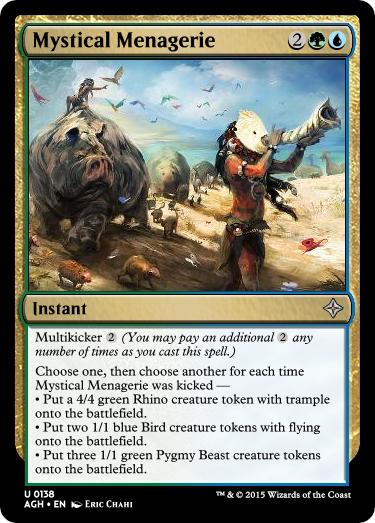 Mystical Menagerie 2
Instant
Multikicker 2 (You may pay an additional 2 any
number of times as you cast this spell.)
Choose one, then choose another for each time
Mystical Menagerie was kicked —
• Put a 4/4 green Rhino creature token with trample
onto the battlefield.
• Put two 1/1 blue Bird creature tokens with flying
onto the battlefield.
• Put three 1/1 green Pygmy Beast creature tokens
onto the battlefield.
U 0138
AGH • EN Eric Chahi
™ & © 2015 Wizards of the Coast